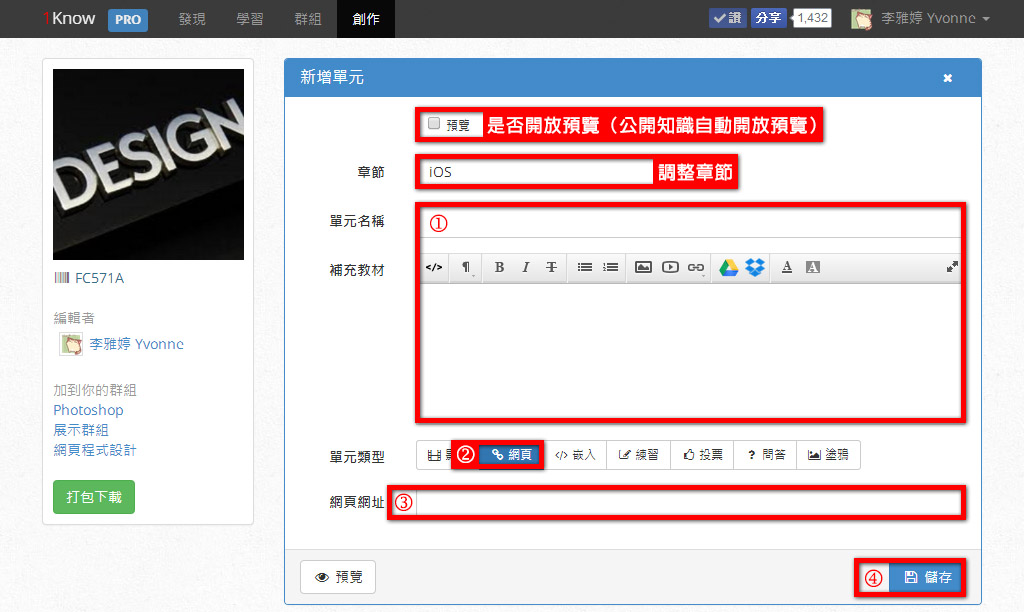 1Know PRO 發現 學習 群組 創作 讚 分享 1,432 李雅婷 Yvonne
DESIGN
FC571A
編輯者
李雅婷 Yvonne
加到你的群組
Photoshop
展示群組
網頁程式設計
打包下載
新增單元 ×
預覽 是否開放預覽（公開知識自動開放預覽）
章節 iOS 調整章節
單元名稱 ①
補充教材 </> ¶ B I T A A
單元類型 ② 網頁 </> 嵌入 練習 投票 ? 問答 塗鴉
網頁網址 ③
預覽 ④ 儲存